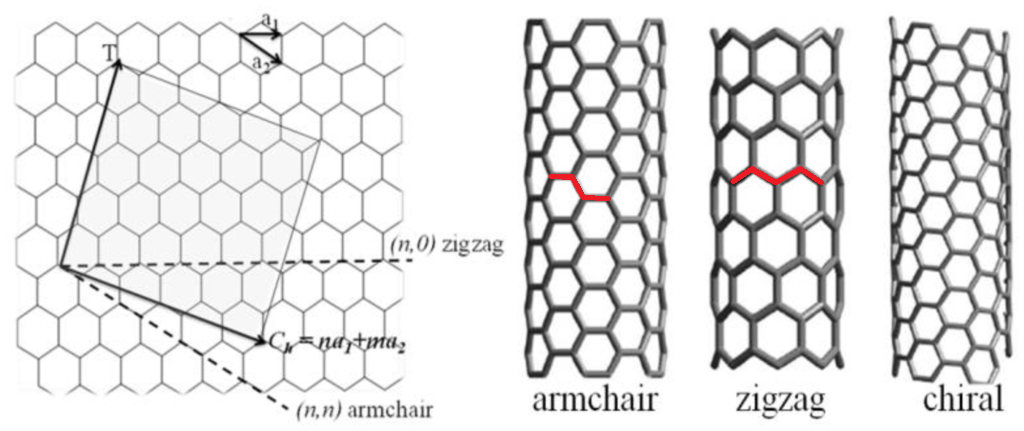 a1
T
a2
(n,0) zigzag
Ch = na1+ma2
(n,n) armchair
armchair
zigzag
chiral